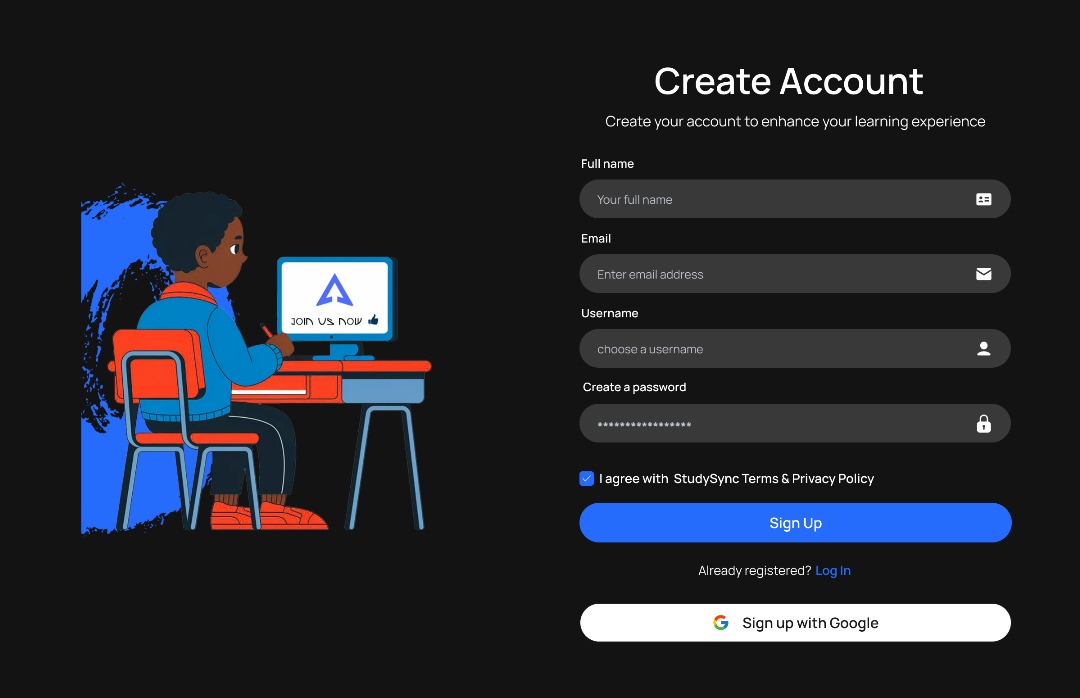 Create Account
Create your account to enhance your learning experience
Full name
Your full name
Email
Enter email address
Username
choose a username
Create a password
*****************
I agree with StudySync Terms & Privacy Policy
Sign Up
Already registered? Log In
Sign up with Google
JOIN US NOW